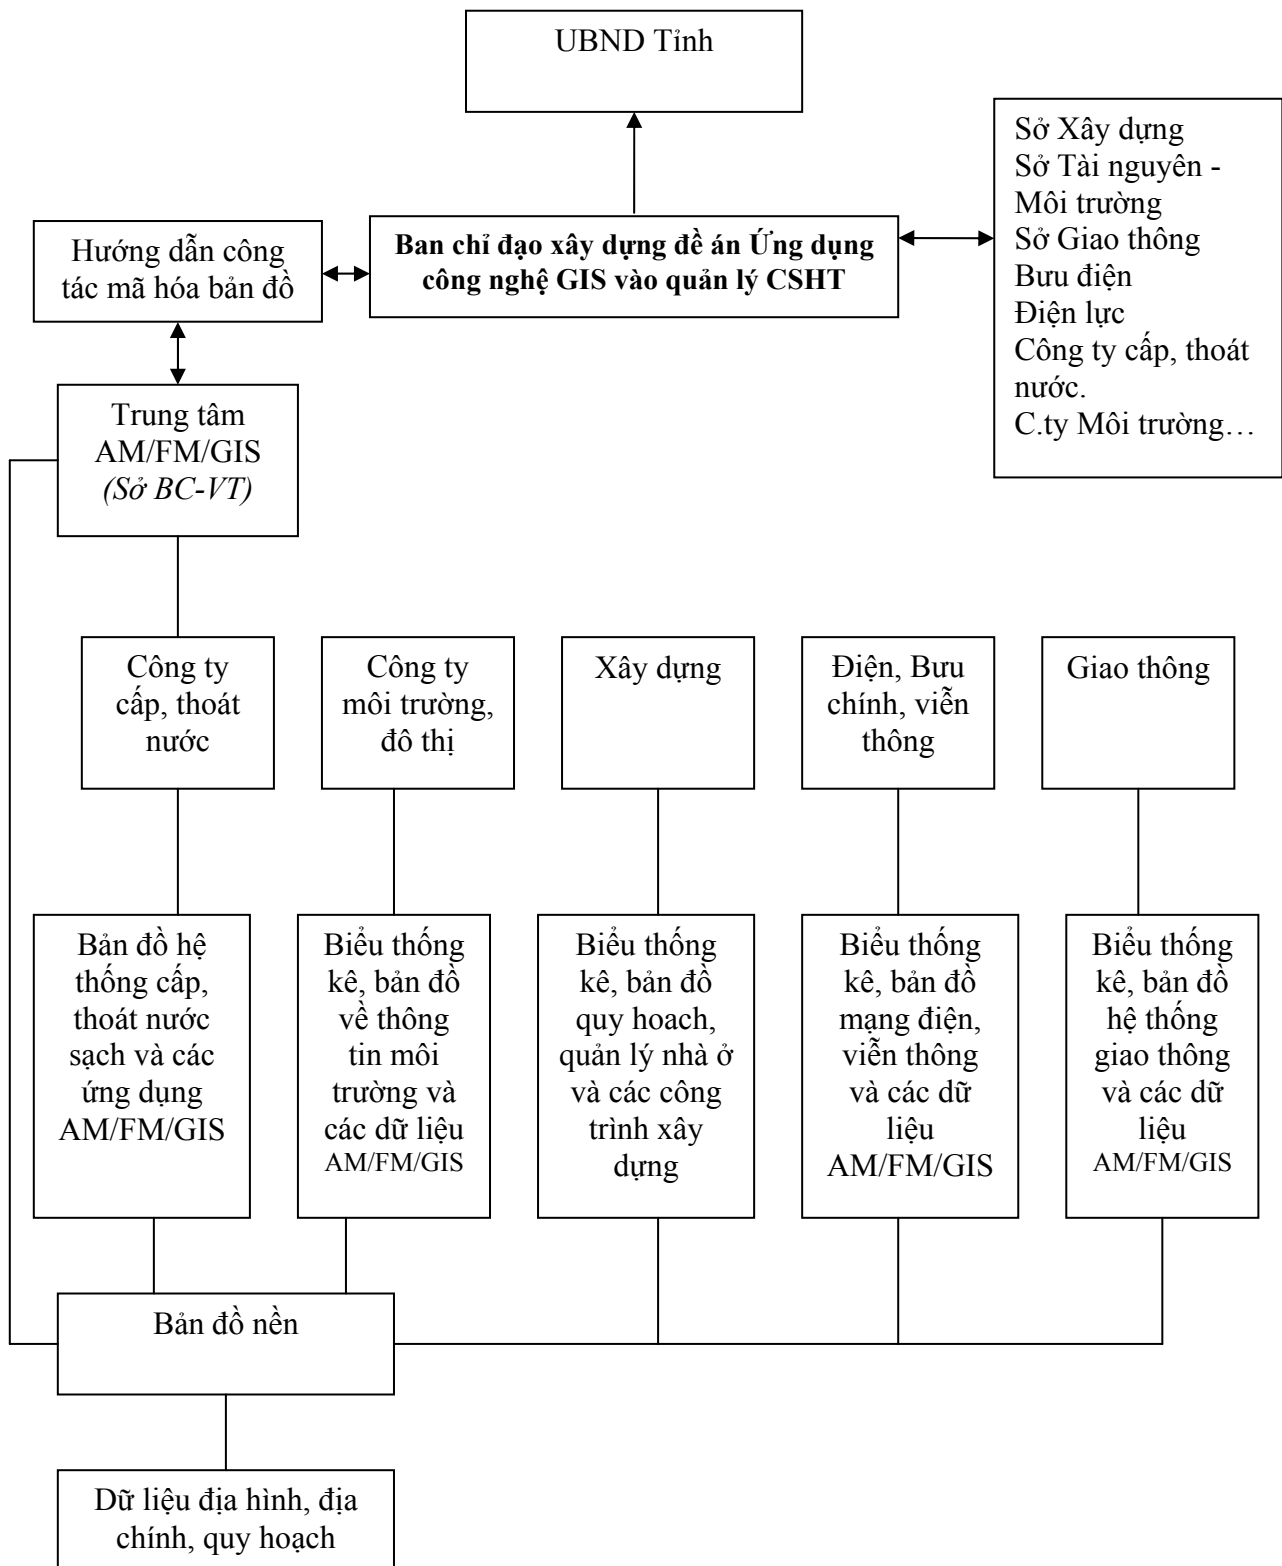 UBND Tỉnh
Sở Xây dựng
Sở Tài nguyên -
Môi trường
Sở Giao thông
Bưu điện
Điện lực
Công ty cấp, thoát
nước.
C.ty Môi trường…
Hướng dẫn công
tác mã hóa bản đồ
Ban chỉ đạo xây dựng đề án Ứng dụng
công nghệ GIS vào quản lý CSHT
Trung tâm
AM/FM/GIS
(Sở BC-VT)
Công ty
cấp, thoát
nước
Công ty
môi trường,
đô thị
Xây dựng
Điện, Bưu
chính, viễn
thông
Giao thông
Bản đồ hệ
thống cấp,
thoát nước
sạch và các
ứng dụng
AM/FM/GIS
Biểu thống
kê, bản đồ
về thông
tin môi
trường và
các dữ liệu
AM/FM/GIS
Biểu thống
kê, bản đồ
quy hoach,
quản lý nhà ở
và các công
trình xây
dựng
Biểu thống
kê, bản đồ
mạng điện,
viễn thông
và các dữ
liệu
AM/FM/GIS
Biểu thống
kê, bản đồ
hệ thống
giao thông
và các dữ
liệu
AM/FM/GIS
Bản đồ nền
Dữ liệu địa hình, địa
chính, quy hoạch